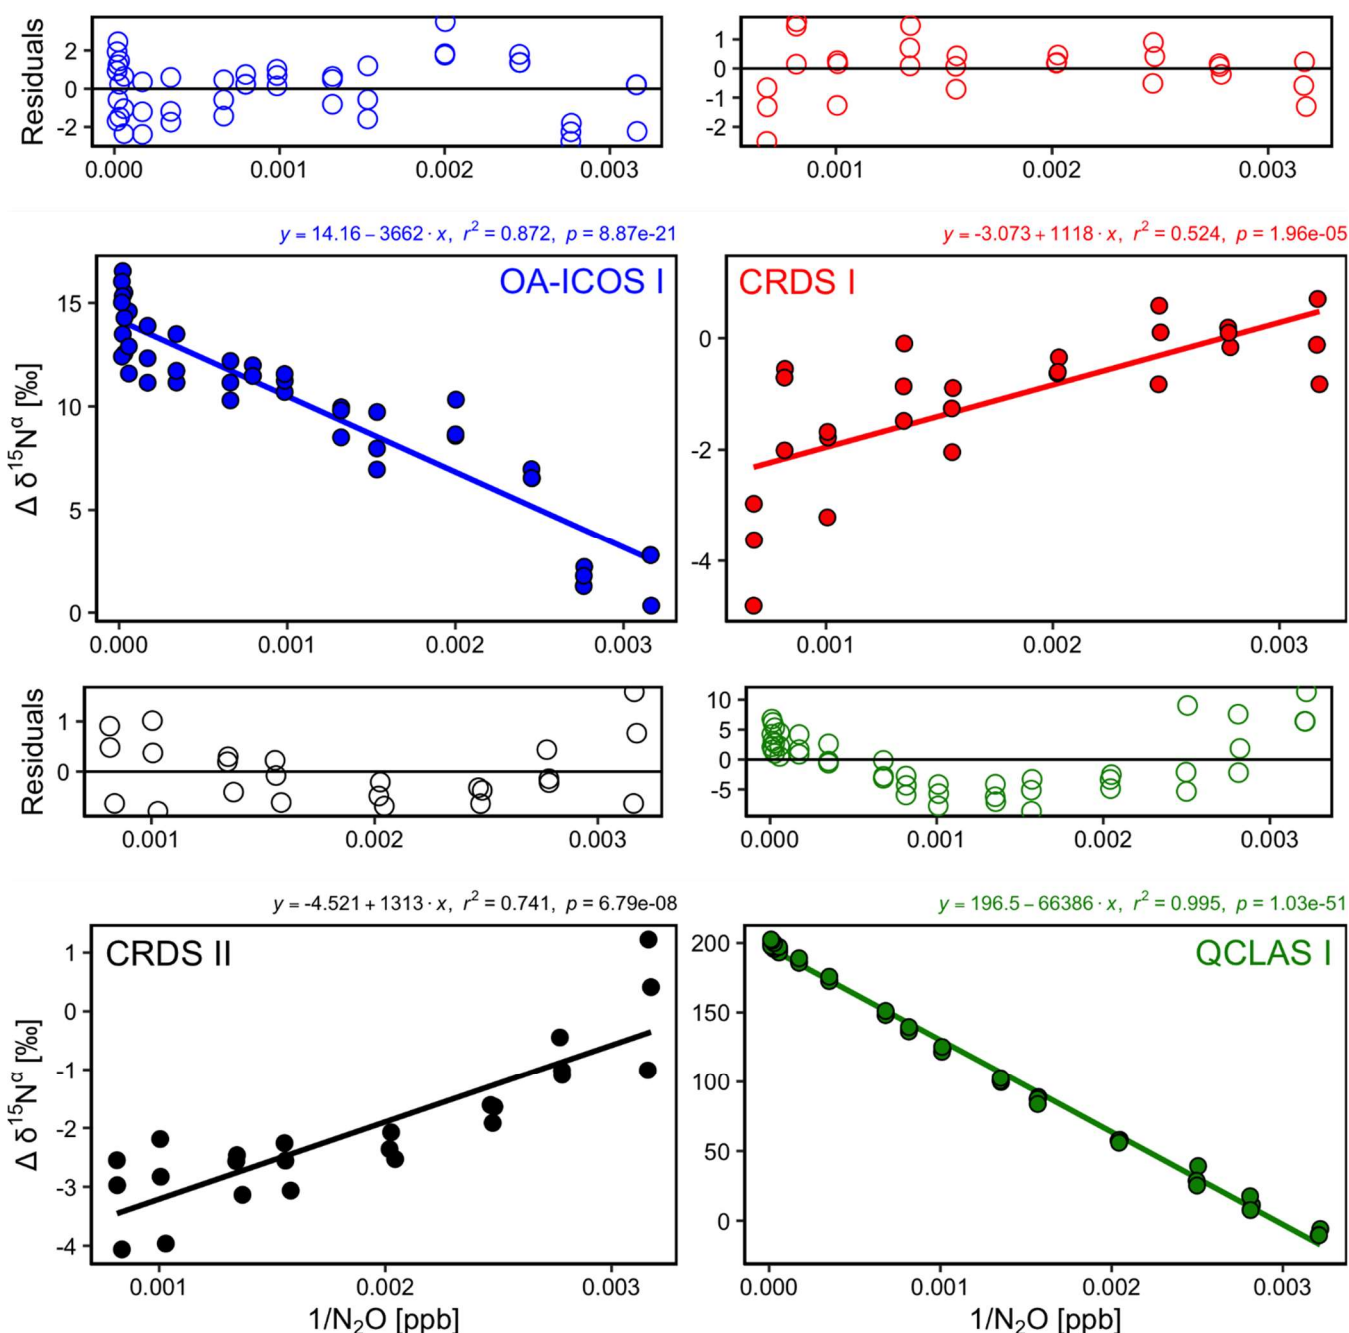 Residuals
2
0
-2
0.000 0.001 0.002 0.003
1
0
-1
-2
0.001 0.002 0.003
y = 14.16 − 3662 · x, r² = 0.872, p = 8.87e-21
OA-ICOS I
Δ δ¹⁵Nᵅ [‰]
15
10
5
0
0.000 0.001 0.002 0.003
y = -3.073 + 1118 · x, r² = 0.524, p = 1.96e-05
CRDS I
0
-2
-4
0.001 0.002 0.003
Residuals
1
0
0.001 0.002 0.003
10
5
0
-5
0.000 0.001 0.002 0.003
y = -4.521 + 1313 · x, r² = 0.741, p = 6.79e-08
CRDS II
Δ δ¹⁵Nᵅ [‰]
1
0
-1
-2
-3
-4
0.001 0.002 0.003
1/N₂O [ppb]
y = 196.5 − 66386 · x, r² = 0.995, p = 1.03e-51
QCLAS I
200
150
100
50
0
0.000 0.001 0.002 0.003
1/N₂O [ppb]